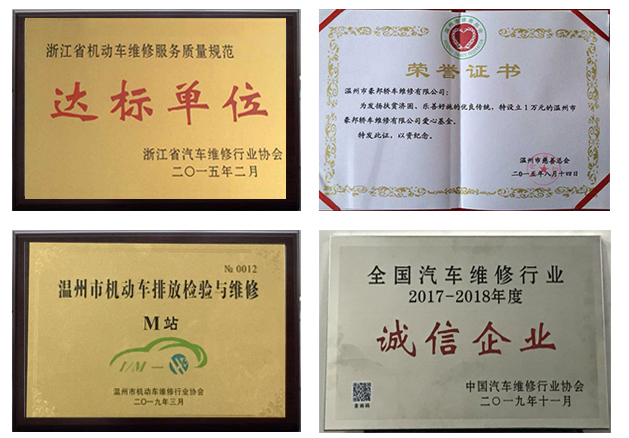 浙江省机动车维修服务质量规范
达标单位
浙江省汽车维修行业协会
二〇一五年二月
荣誉证书
温州市豪邦轿车维修有限公司:
为发扬扶贫济困、乐善好施的优良传统,特设立1万元的温州市
豪邦轿车维修有限公司爱心基金。
特发此证,以资纪念。
温州市慈善总会
二〇一五年八月十四日
№ 0012
温州市机动车排放检验与维修
M站
I/M—
温州市机动车维修行业协会
二〇一九年三月
全国汽车维修行业
2017-2018年度
诚信企业
中国汽车维修行业协会
二〇一九年十一月